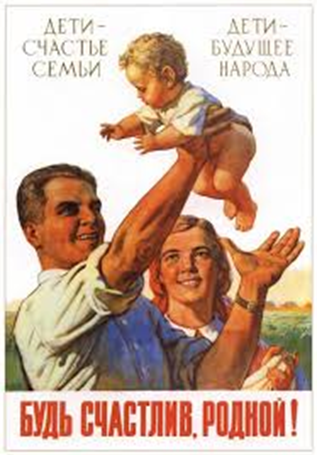 ДЕТИ–
СЧАСТЬЕ
СЕМЬИ
ДЕТИ–
БУДУЩЕЕ
НАРОДА
БУДЬ СЧАСТЛИВ, РОДНОЙ!